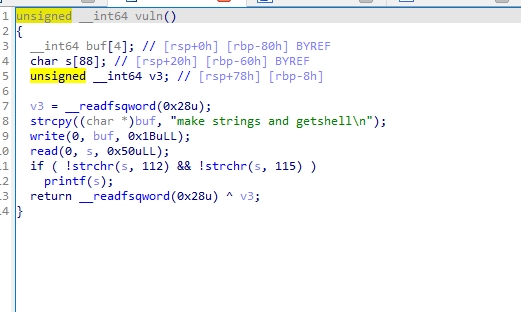 1 unsigned __int64 vuln()
2 {
3 __int64 buf[4]; // [rsp+0h] [rbp-80h] BYREF
4 char s[88]; // [rsp+20h] [rbp-60h] BYREF
5 unsigned __int64 v3; // [rsp+78h] [rbp-8h]
6
7 v3 = __readfsqword(0x28u);
8 strcpy((char *)buf, "make strings and getshell\n");
9 write(0, buf, 0x1BuLL);
0 read(0, s, 0x50uLL);
1 if ( !strchr(s, 112) && !strchr(s, 115) )
2 printf(s);
3 return __readfsqword(0x28u) ^ v3;
4 }